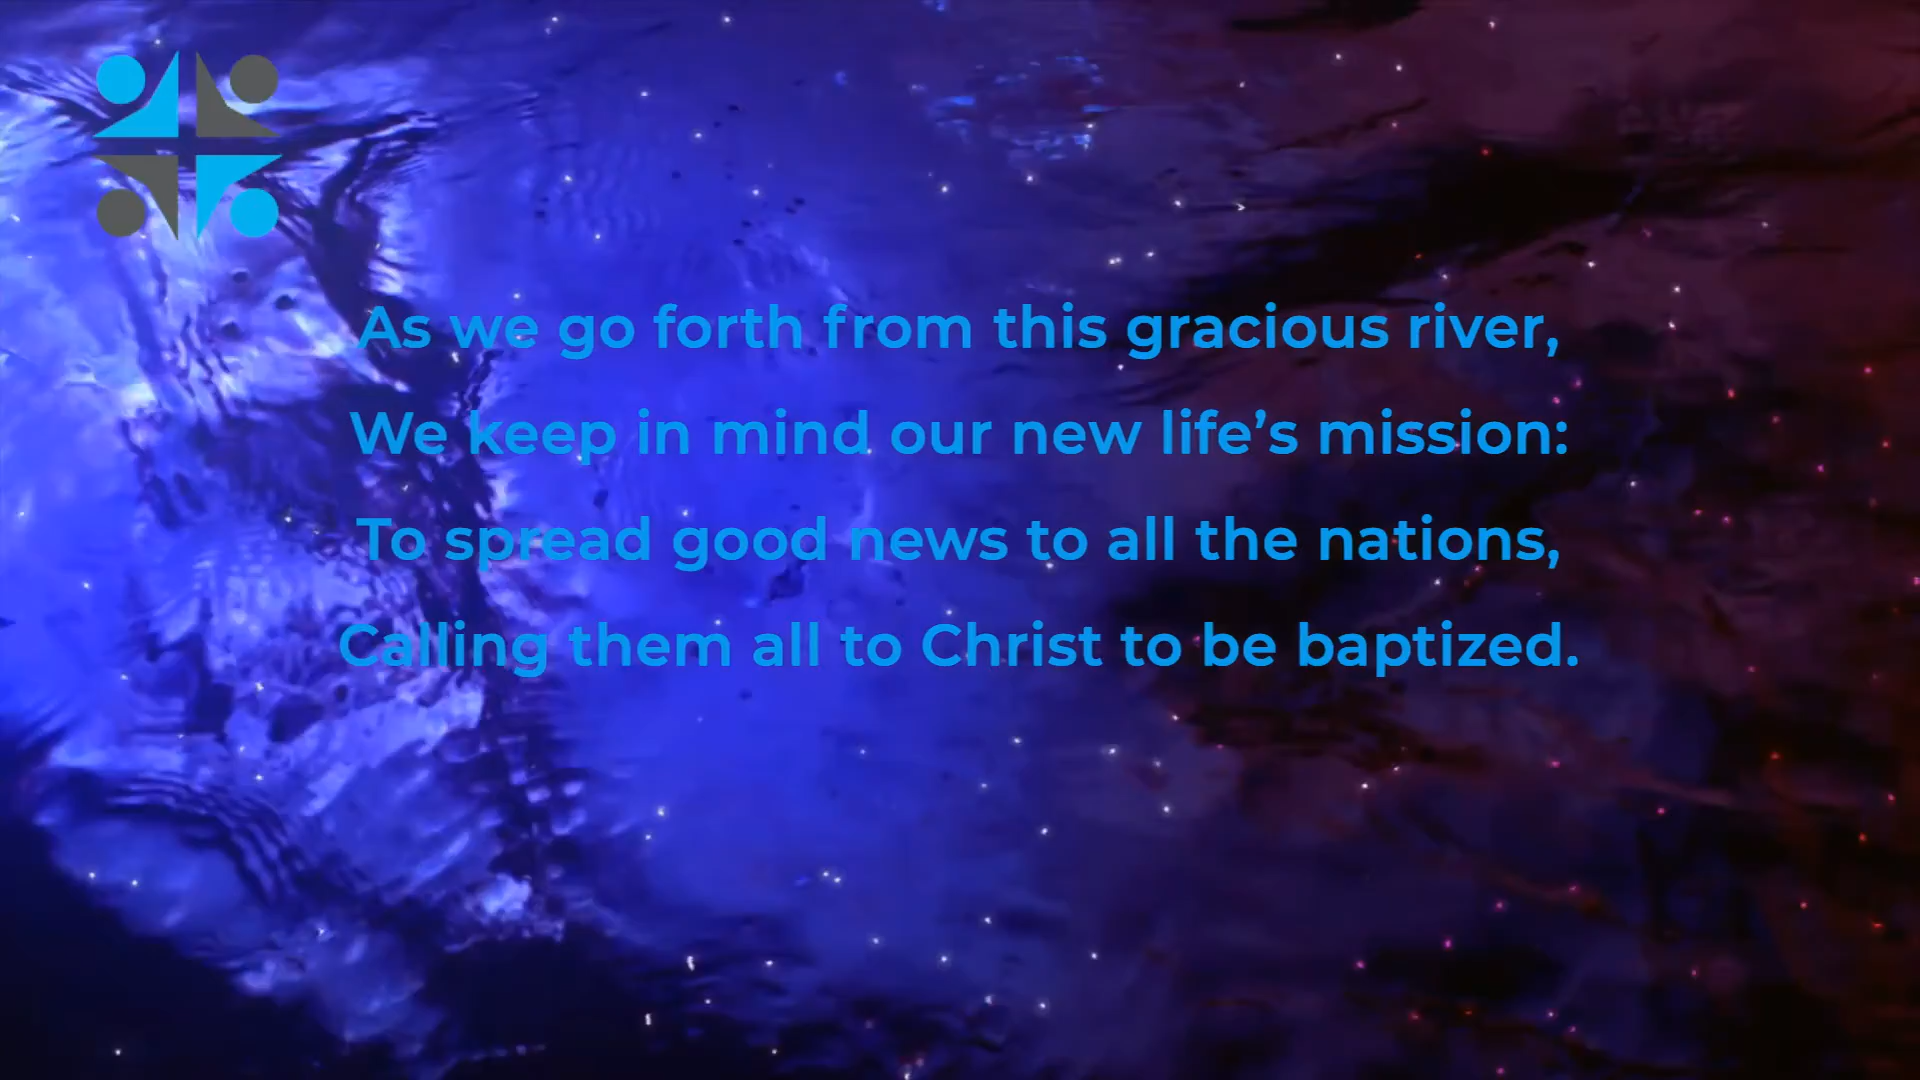 As we go forth from this gracious river,
We keep in mind our new life’s mission:
To spread good news to all the nations,
Calling them all to Christ to be baptized.